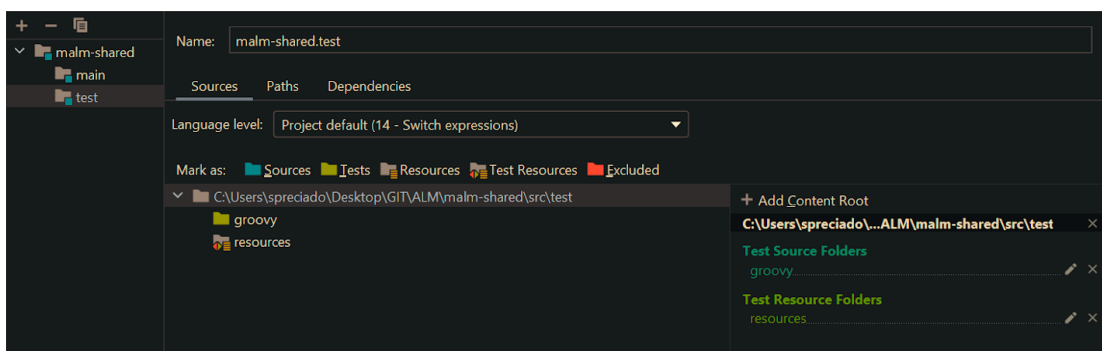 malm-shared
main
test
Name: malm-shared.test
Sources Paths Dependencies
Language level: Project default (14 - Switch expressions)
Mark as: Sources Tests Resources Test Resources Excluded
C:\Users\spreciado\Desktop\GIT\ALM\malm-shared\src\test
groovy
resources
+ Add Content Root
C:\Users\spreciado\...ALM\malm-shared\src\test
Test Source Folders
groovy
Test Resource Folders
resources